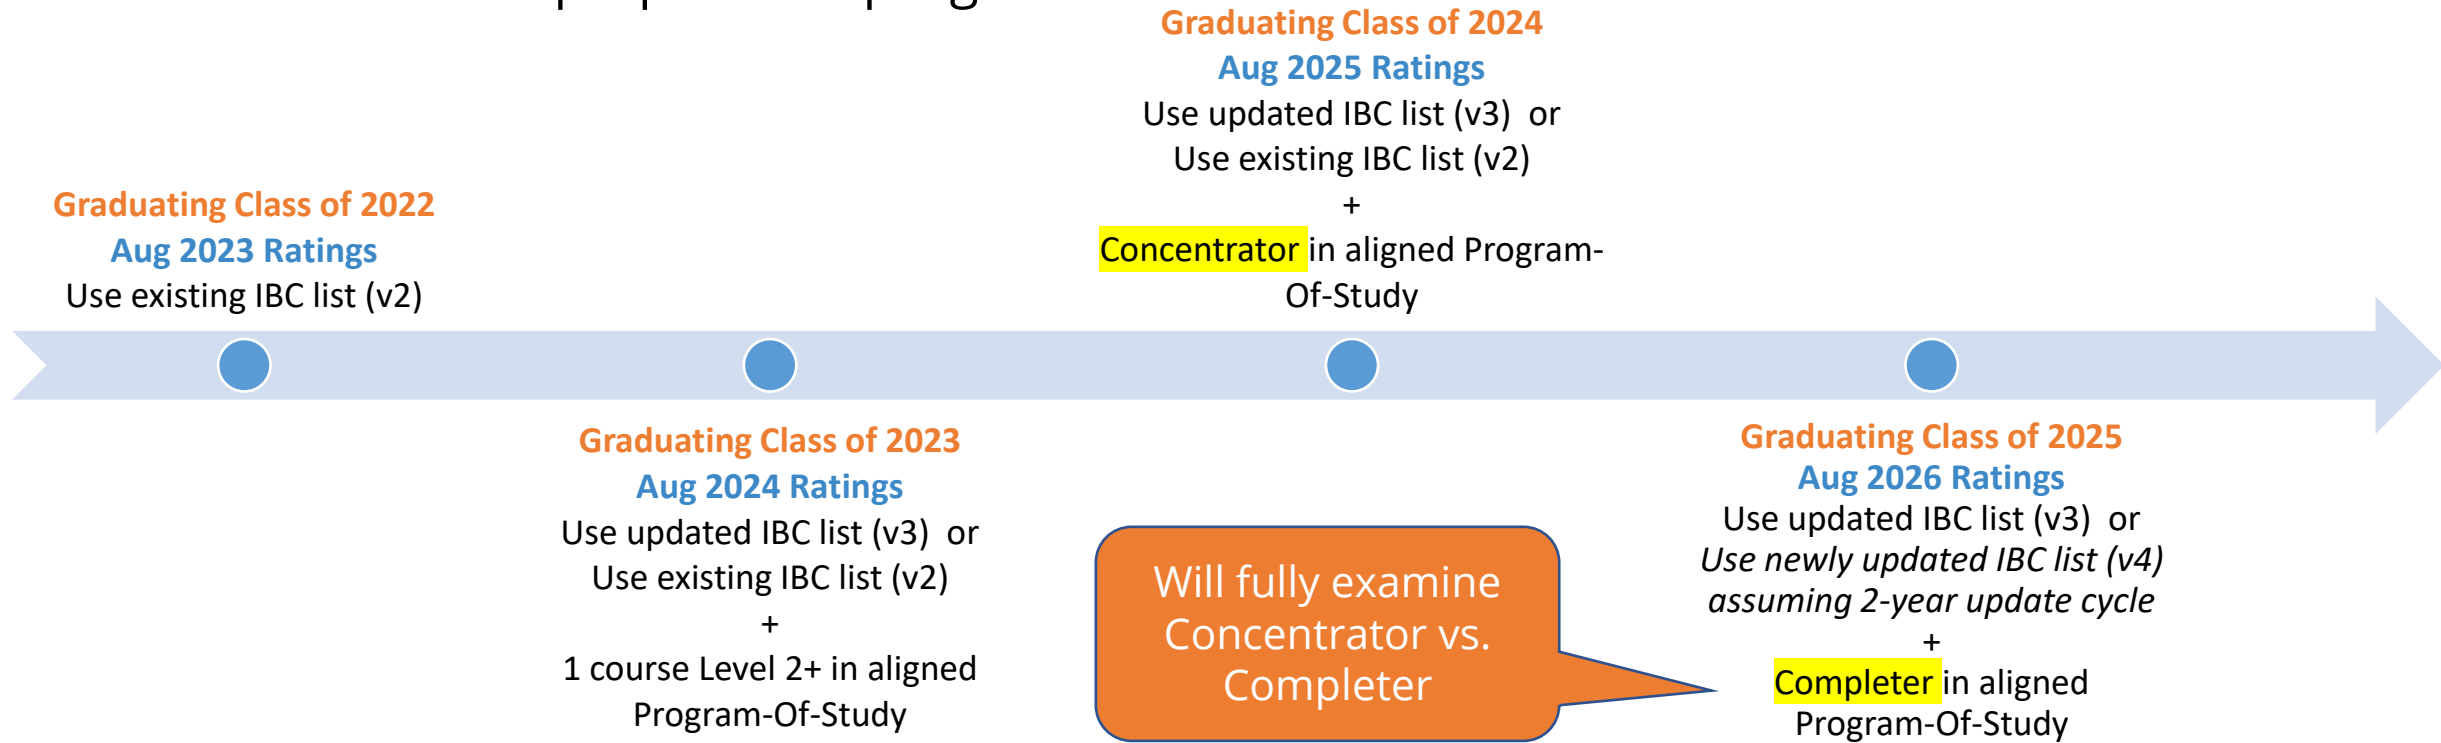 Graduating Class of 2022
Aug 2023 Ratings
Use existing IBC list (v2)
Graduating Class of 2023
Aug 2024 Ratings
Use updated IBC list (v3)  or
Use existing IBC list (v2)
+
1 course Level 2+ in aligned
Program-Of-Study
Graduating Class of 2024
Aug 2025 Ratings
Use updated IBC list (v3)  or
Use existing IBC list (v2)
+
Concentrator in aligned Program-
Of-Study
Will fully examine
Concentrator vs.
Completer
Graduating Class of 2025
Aug 2026 Ratings
Use updated IBC list (v3)  or
Use newly updated IBC list (v4)
assuming 2-year update cycle
+
Completer in aligned
Program-Of-Study